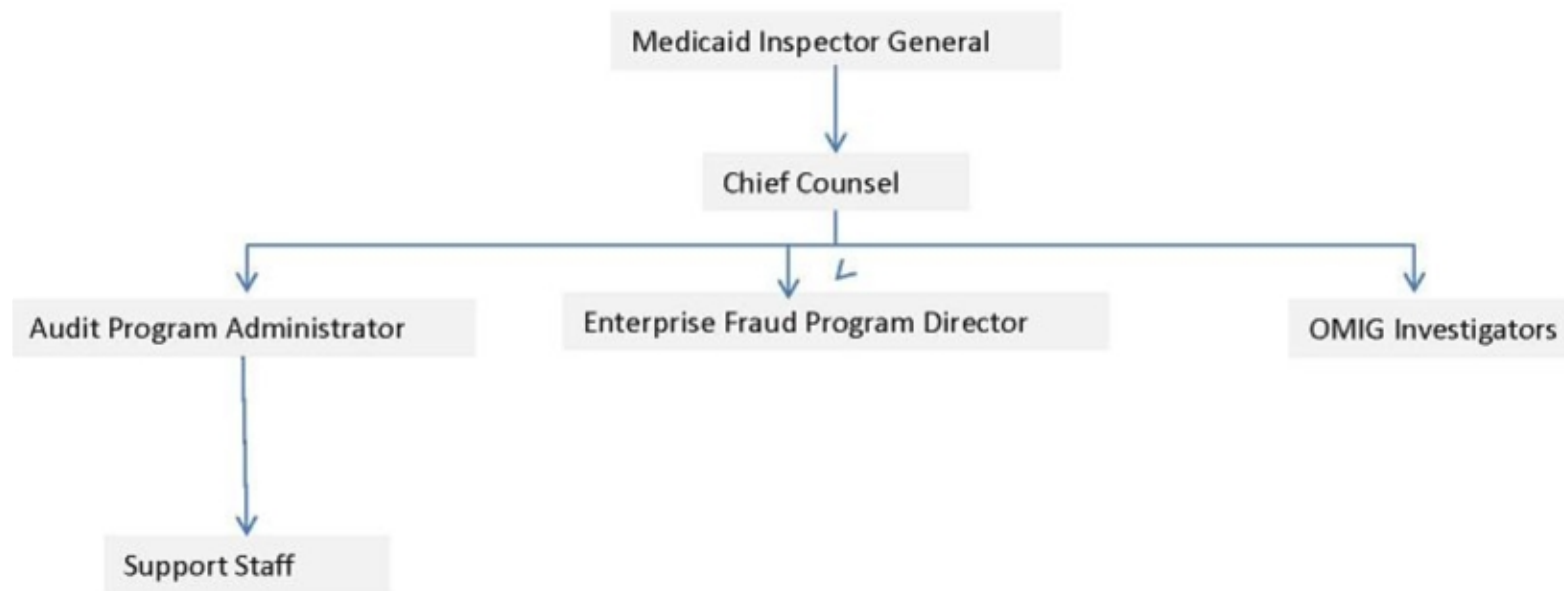 Medicaid Inspector General
Chief Counsel
Audit Program Administrator
Enterprise Fraud Program Director
OMIG Investigators
Support Staff